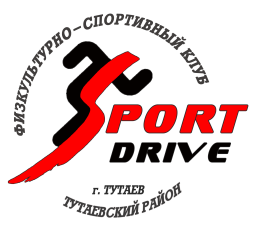 ФИЗКУЛЬТУРНО-СПОРТИВНЫЙ КЛУБ
SPORT
DRIVE
г. ТУТАЕВ
ТУТАЕВСКИЙ РАЙОН